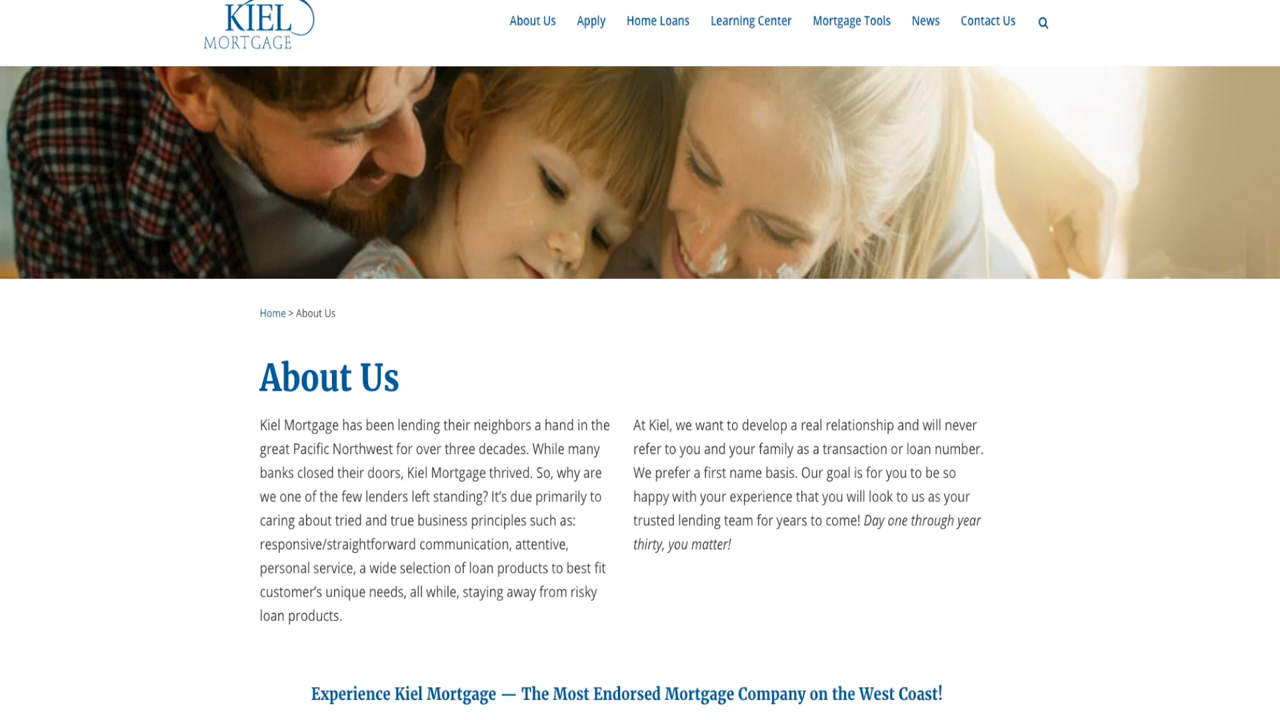 KIEL
MORTGAGE
About Us
Apply
Home Loans
Learning Center
Mortgage Tools
News
Contact Us
Home > About Us
About Us
Kiel Mortgage has been lending their neighbors a hand in the
great Pacific Northwest for over three decades. While many
banks closed their doors, Kiel Mortgage thrived. So, why are
we one of the few lenders left standing? It’s due primarily to
caring about tried and true business principles such as:
responsive/straightforward communication, attentive,
personal service, a wide selection of loan products to best fit
customer’s unique needs, all while, staying away from risky
loan products.
At Kiel, we want to develop a real relationship and will never
refer to you and your family as a transaction or loan number.
We prefer a first name basis. Our goal is for you to be so
happy with your experience that you will look to us as your
trusted lending team for years to come! Day one through year
thirty, you matter!
Experience Kiel Mortgage — The Most Endorsed Mortgage Company on the West Coast!